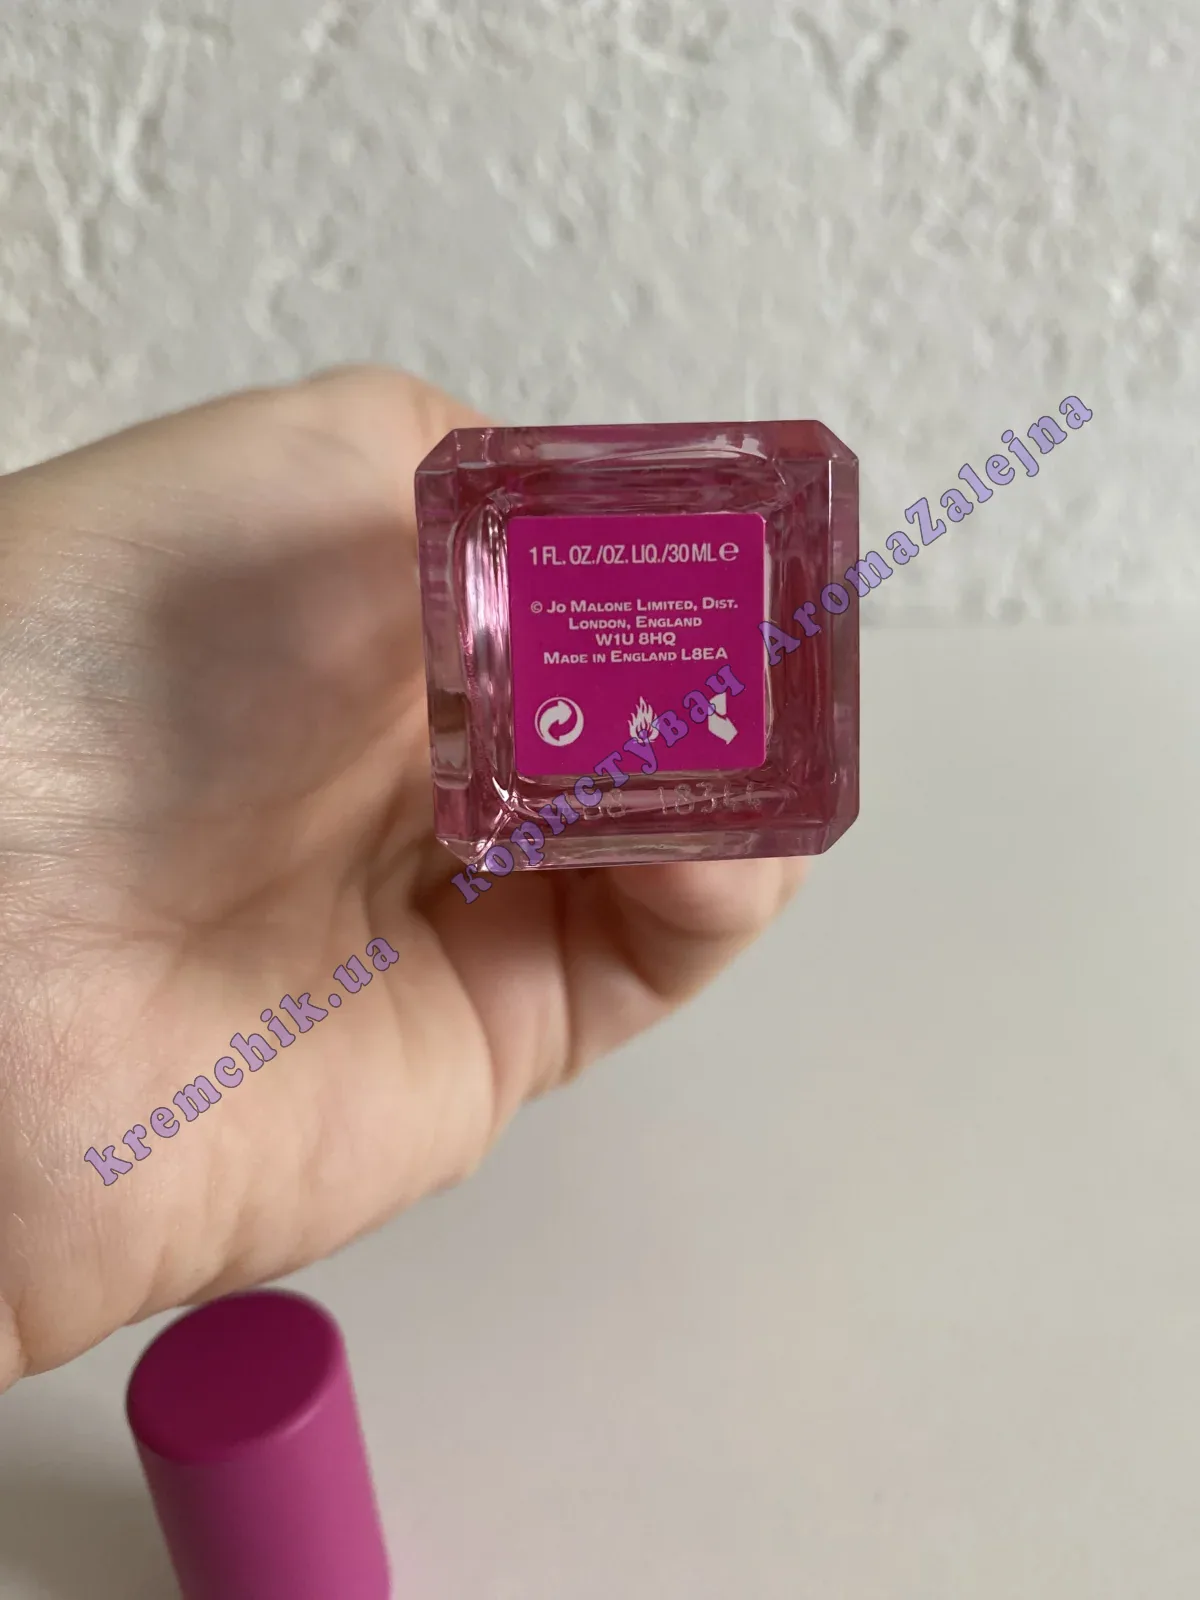 1 FL. OZ./OZ. LIQ./30 ML ℮
© JO MALONE LIMITED, DIST.
LONDON, ENGLAND
W1U 8HQ
MADE IN ENGLAND L8EA
користувач AromaZalejna
kremchik.ua